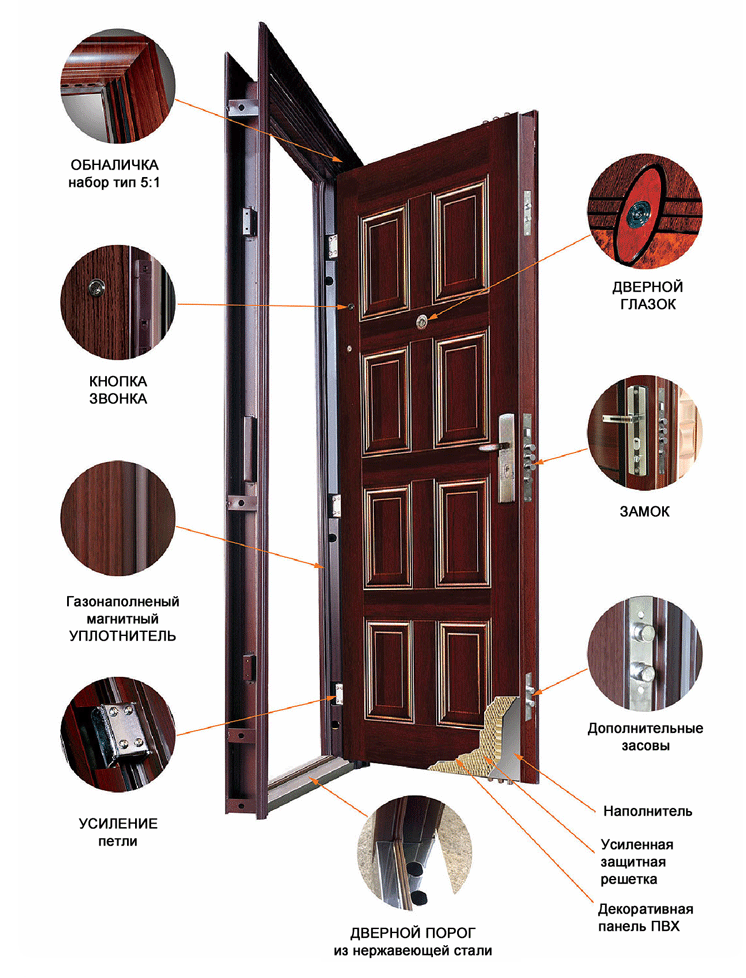 ОБНАЛИЧКА
набор тип 5:1
ДВЕРНОЙ
ГЛАЗОК
КНОПКА
ЗВОНКА
ЗАМОК
Газонаполненый
магнитный
УПЛОТНИТЕЛЬ
Дополнительные
засовы
УСИЛЕНИЕ
петли
Наполнитель
Усиленная
защитная
решетка
Декоративная
панель ПВХ
ДВЕРНОЙ ПОРОГ
из нержавеющей стали